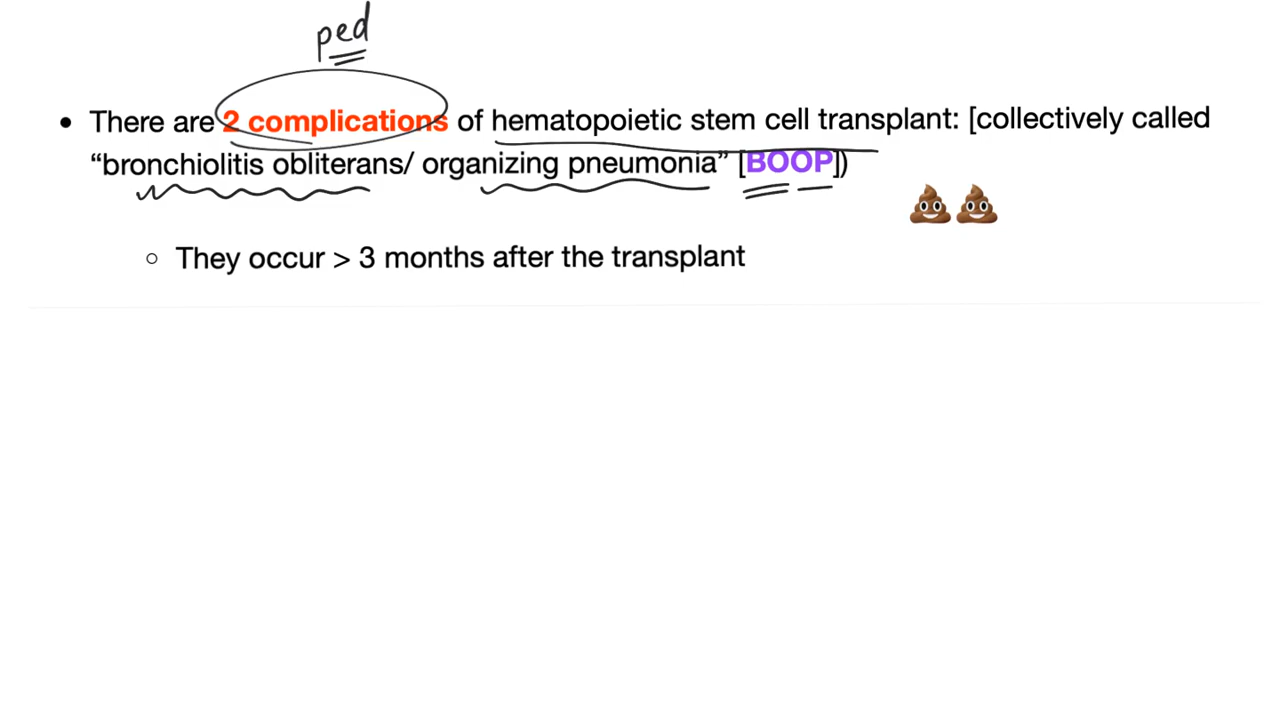 ped
• There are 2 complications of hematopoietic stem cell transplant: [collectively called
“bronchiolitis obliterans/ organizing pneumonia” [BOOP])
○ They occur > 3 months after the transplant